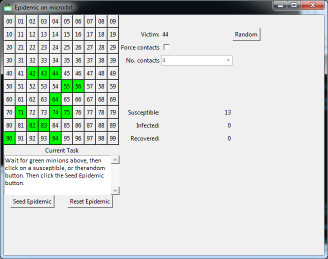 Epidemic on micro:bit
00 01 02 03 04 05 06 07 08 09
10 11 12 13 14 15 16 17 18 19 Victim: 44 Random
20 21 22 23 24 25 26 27 28 29 Force contacts
30 31 32 33 34 35 36 37 38 39 No. contacts 4
40 41 42 43 44 45 46 47 48 49
50 51 52 53 54 55 56 57 58 59
60 61 62 63 64 65 66 67 68 69
70 71 72 73 74 75 76 77 78 79 Susceptible: 13
80 81 82 83 84 85 86 87 88 89 Infected: 0
90 91 92 93 94 95 96 97 98 99 Recovered: 0
Current Task
Wait for green minions above, then
click on a susceptible, or therandom
button. Then click the Seed Epidemic
button.
Seed Epidemic Reset Epidemic